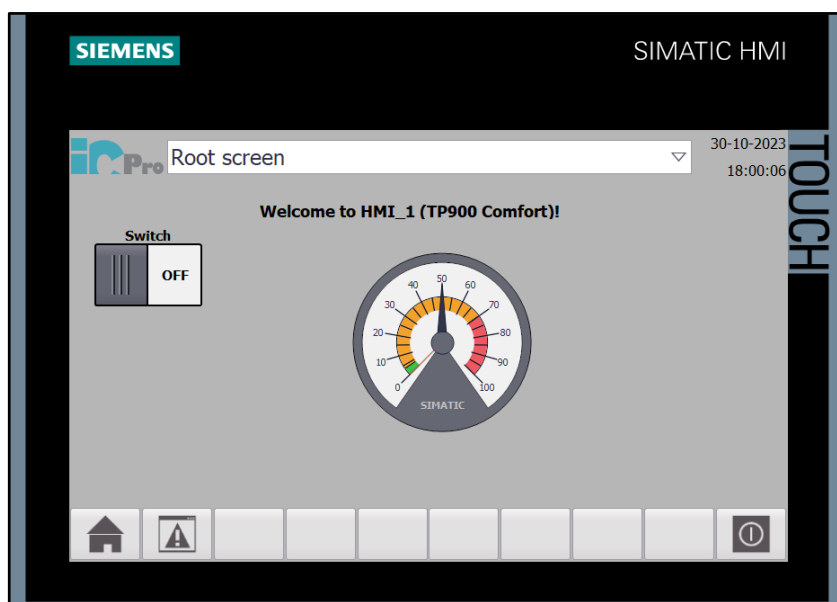 SIEMENS
SIMATIC HMI
TOUCH
iCPro
Root screen
30-10-2023
18:00:06
Welcome to HMI_1 (TP900 Comfort)!
Switch
OFF
0
10
20
30
40
50
60
70
80
90
100
SIMATIC